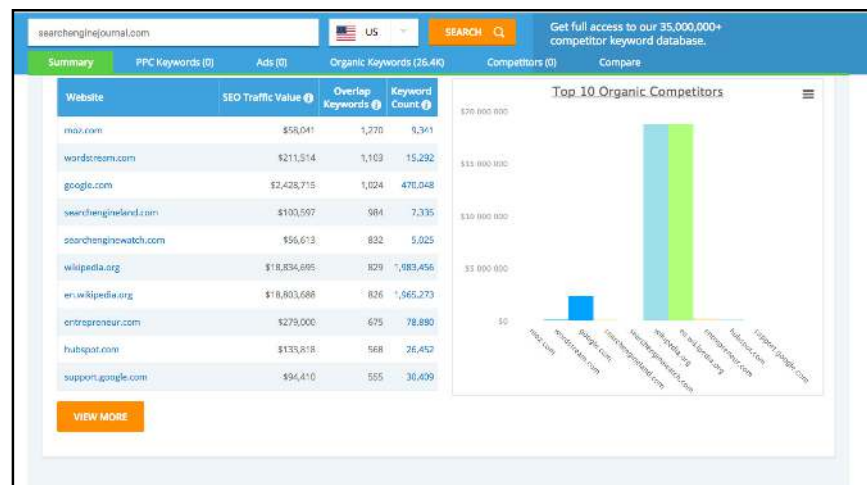 searchenginejournal.com US SEARCH
Get full access to our 35,000,000+
competitor keyword database.
Summary PPC Keywords (0) Ads (0) Organic Keywords (26.4K) Competitors (0) Compare
Website SEO Traffic Value Overlap Keywords Keyword Count
moz.com $58,041 1,270 9,341
wordstream.com $211,514 1,103 15,292
google.com $2,428,715 1,024 470,048
searchengineland.com $100,597 984 7,335
searchenginewatch.com $56,613 832 5,025
wikipedia.org $18,834,695 829 1,983,456
en.wikipedia.org $18,803,688 826 1,965,273
entrepreneur.com $279,000 675 78,880
hubspot.com $133,818 568 26,452
support.google.com $94,410 555 30,409
VIEW MORE
Top 10 Organic Competitors
$20 000 000
$15 000 000
$10 000 000
$5 000 000
$0
moz.com
wordstream.com
google.com
searchengineland.com
searchenginewatch.com
wikipedia.org
en.wikipedia.org
entrepreneur.com
hubspot.com
support.google.com